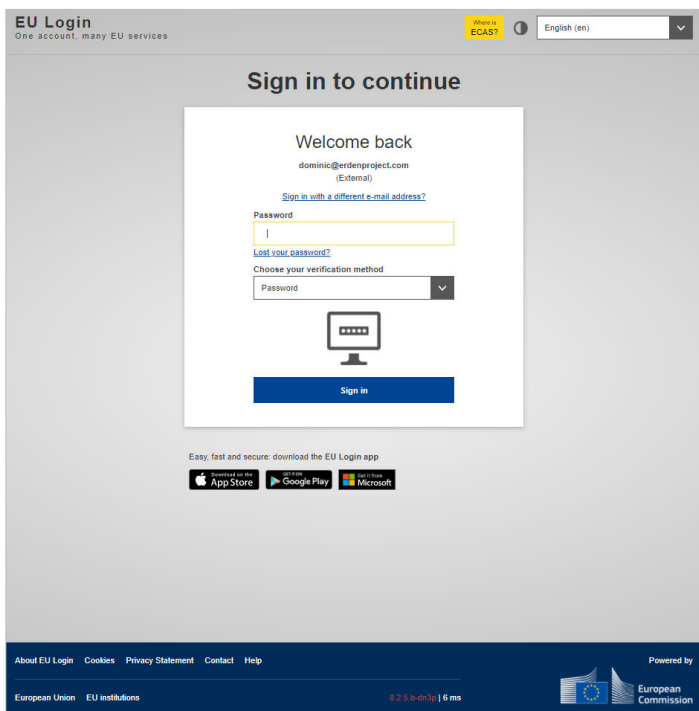 EU Login
One account, many EU services
Where is
ECAS?
English (en)
Sign in to continue
Welcome back
dominic@erdenproject.com
(External)
Sign in with a different e-mail address?
Password
Lost your password?
Choose your verification method
Password
Sign in
Easy, fast and secure: download the EU Login app
Download on the
App Store
GET IT ON
Google Play
Get it from
Microsoft
About EU Login Cookies Privacy Statement Contact Help
Powered by
European Union EU institutions
8.2.5.b-dn3p | 6 ms
European
Commission